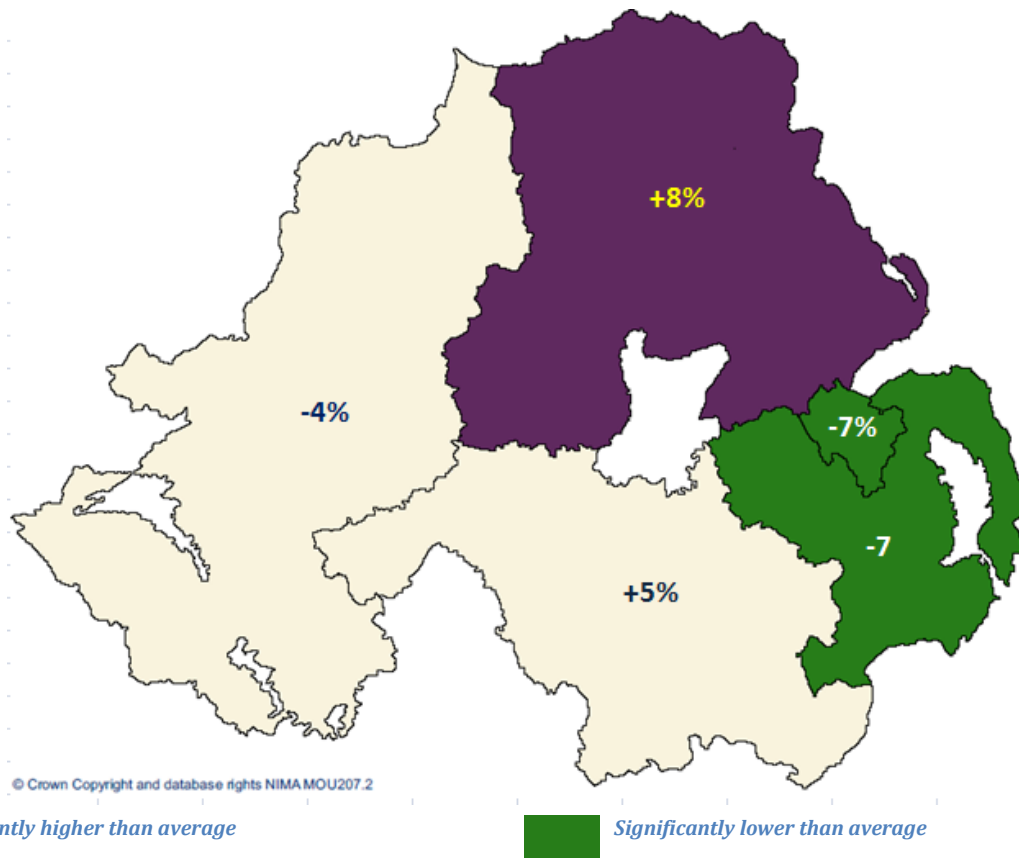 +8%
-4%
-7%
-7
+5%
© Crown Copyright and database rights NIMA MOU207.2
higher than average
Significantly lower than average